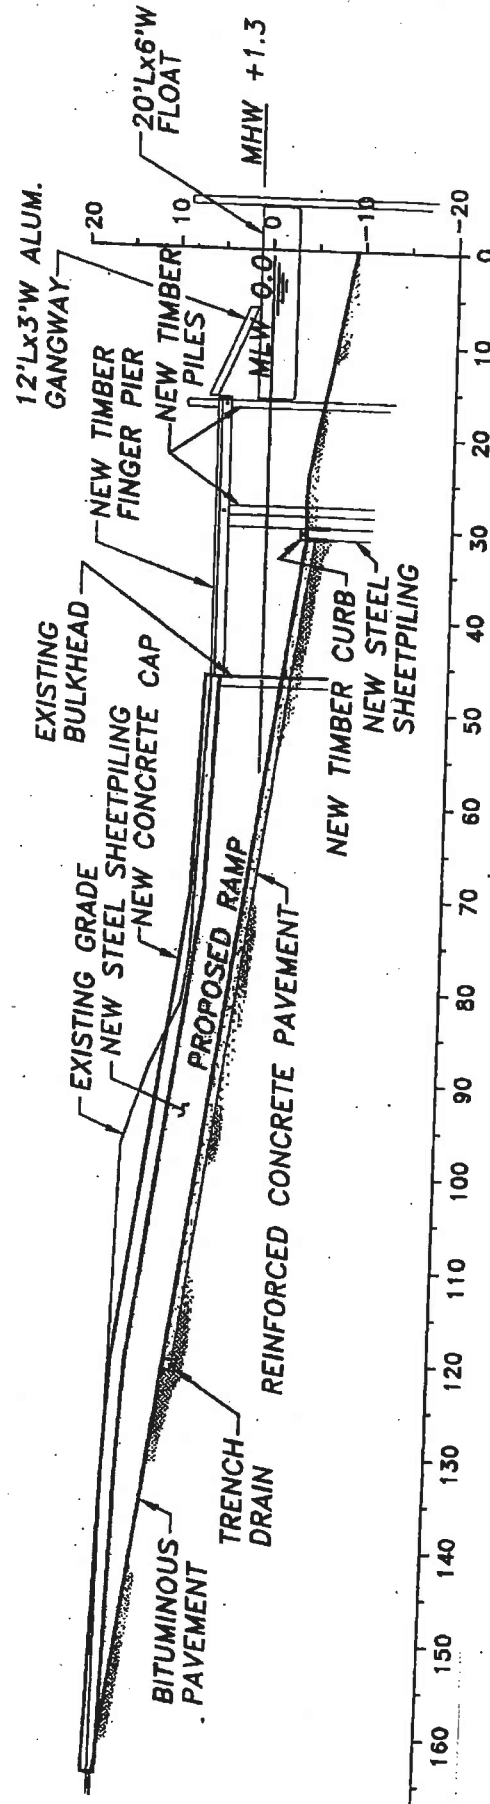 20'Lx6'W
FLOAT
MHW +1.3
12'Lx3'W ALUM.
GANGWAY
20
10
0
-10
-20
MLW 0.0
NEW TIMBER
FINGER PIER
NEW TIMBER
PILES
EXISTING
BULKHEAD
NEW TIMBER CURB
NEW STEEL
SHEETPILING
EXISTING GRADE
NEW STEEL SHEETPILING
NEW CONCRETE CAP
PROPOSED RAMP
REINFORCED CONCRETE PAVEMENT
TRENCH
DRAIN
BITUMINOUS
PAVEMENT
160
150
140
130
120
110
100
90
80
70
60
50
40
30
20
10
0